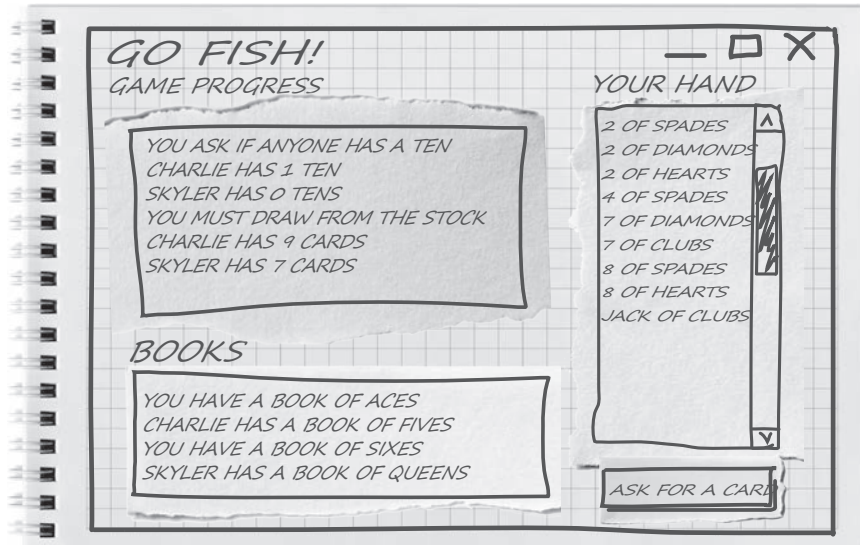 GO FISH!
GAME PROGRESS
YOU ASK IF ANYONE HAS A TEN
CHARLIE HAS 1 TEN
SKYLER HAS 0 TENS
YOU MUST DRAW FROM THE STOCK
CHARLIE HAS 9 CARDS
SKYLER HAS 7 CARDS
BOOKS
YOU HAVE A BOOK OF ACES
CHARLIE HAS A BOOK OF FIVES
YOU HAVE A BOOK OF SIXES
SKYLER HAS A BOOK OF QUEENS
YOUR HAND
2 OF SPADES
2 OF DIAMONDS
2 OF HEARTS
4 OF SPADES
7 OF DIAMONDS
7 OF CLUBS
8 OF SPADES
8 OF HEARTS
JACK OF CLUBS
ASK FOR A CARD